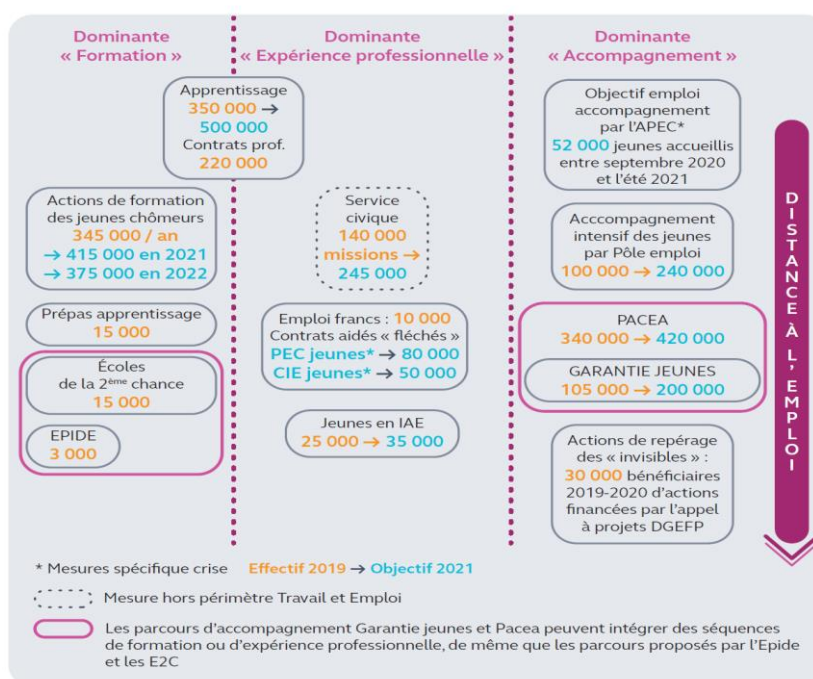 Dominante
« Formation »
Dominante
« Expérience professionnelle »
Dominante
« Accompagnement »
Apprentissage
350 000 →
500 000
Contrats prof.
220 000
Actions de formation
des jeunes chômeurs
345 000 / an
→ 415 000 en 2021
→ 375 000 en 2022
Prépas apprentissage
15 000
Écoles
de la 2ème chance
15 000
EPIDE
3 000
Service
civique
140 000
missions →
245 000
Emploi francs : 10 000
Contrats aidés « fléchés »
PEC jeunes* → 80 000
CIE jeunes* → 50 000
Jeunes en IAE
25 000 → 35 000
Objectif emploi
accompagnement
par l'APEC*
52 000 jeunes accueillis
entre septembre 2020
et l'été 2021
Acccompagnement
intensif des jeunes
par Pôle emploi
100 000 → 240 000
PACEA
340 000 → 420 000
GARANTIE JEUNES
105 000 → 200 000
Actions de repérage
des « invisibles » :
30 000 bénéficiaires
2019-2020 d'actions
financées par l'appel
à projets DGEFP
DISTANCE À L'EMPLOI
* Mesures spécifique crise Effectif 2019 → Objectif 2021
Mesure hors périmètre Travail et Emploi
Les parcours d'accompagnement Garantie jeunes et Pacea peuvent intégrer des séquences
de formation ou d'expérience professionnelle, de même que les parcours proposés par l'Epide
et les E2C